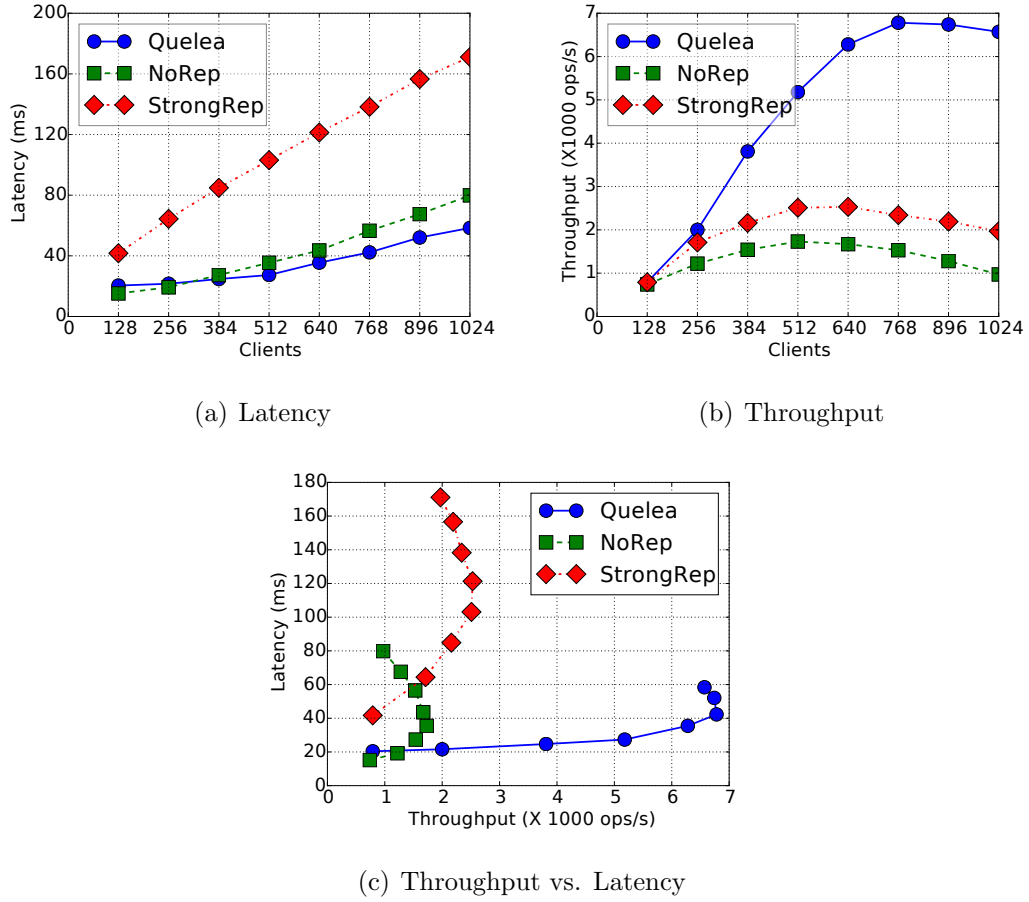 200
160
120
80
40
0
Latency (ms)
Quelea
NoRep
StrongRep
0 128 256 384 512 640 768 896 1024
Clients
(a) Latency
7
6
5
4
3
2
1
0
Throughput (X1000 ops/s)
Quelea
NoRep
StrongRep
0 128 256 384 512 640 768 896 1024
Clients
(b) Throughput
180
160
140
120
100
80
60
40
20
0
Latency (ms)
Quelea
NoRep
StrongRep
0 1 2 3 4 5 6 7
Throughput (X 1000 ops/s)
(c) Throughput vs. Latency